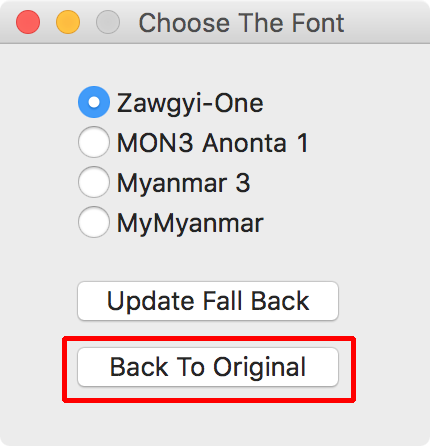 Choose The Font
Zawgyi-One
MON3 Anonta 1
Myanmar 3
MyMyanmar
Update Fall Back
Back To Original